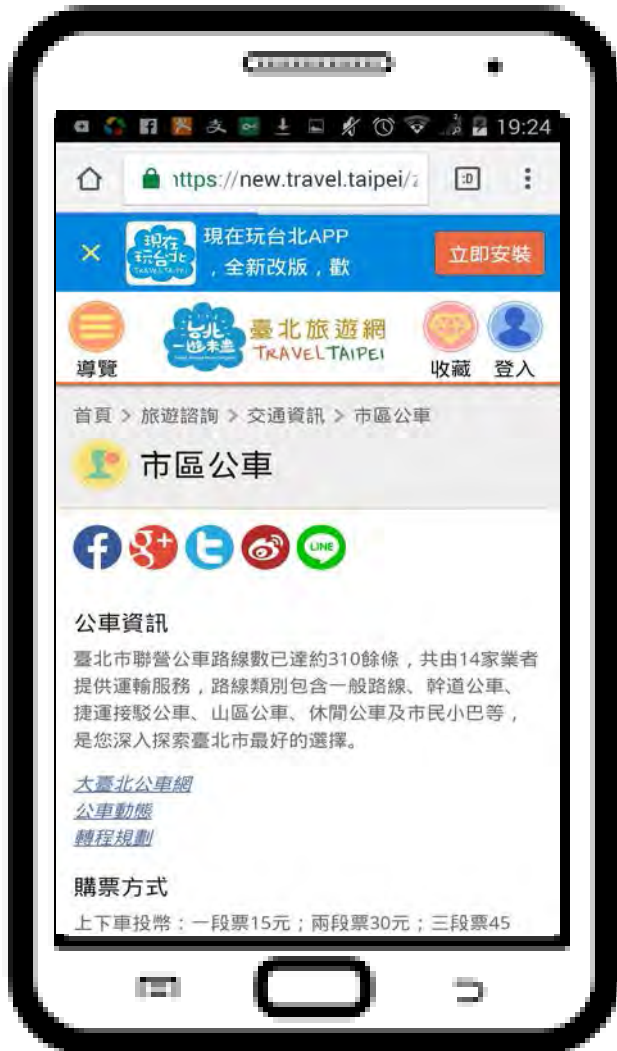 19:24
https://new.travel.taipei/z
:D
現在玩台北APP
，全新改版，歡
立即安裝
現在
玩台北
TRAVEL TAIPEI
台北
一遊未盡
臺北旅遊網
TRAVEL TAIPEI
導覽
收藏
登入
首頁 > 旅遊諮詢 > 交通資訊 > 市區公車
市區公車
LINE
公車資訊
臺北市聯營公車路線數已達約310餘條，共由14家業者
提供運輸服務，路線類別包含一般路線、幹道公車、
捷運接駁公車、山區公車、休閒公車及市民小巴等，
是您深入探索臺北市最好的選擇。
大臺北公車網
公車動態
轉程規劃
購票方式
上下車投幣：一段票15元；兩段票30元；三段票45